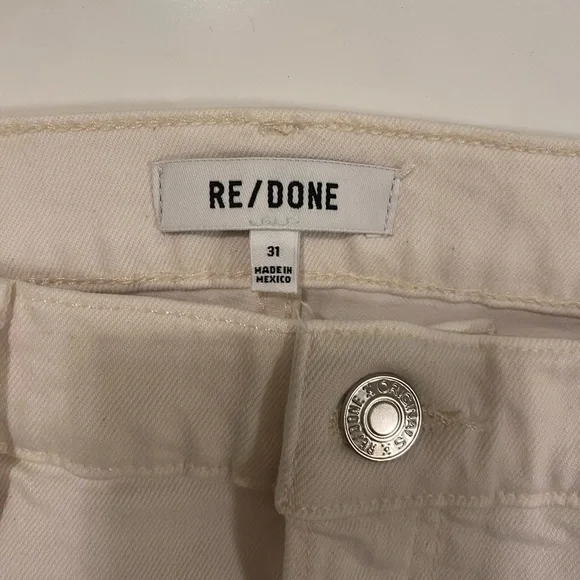 RE/DONE
31
MADE IN
MEXICO
RE/DONE & ORIGINALS &